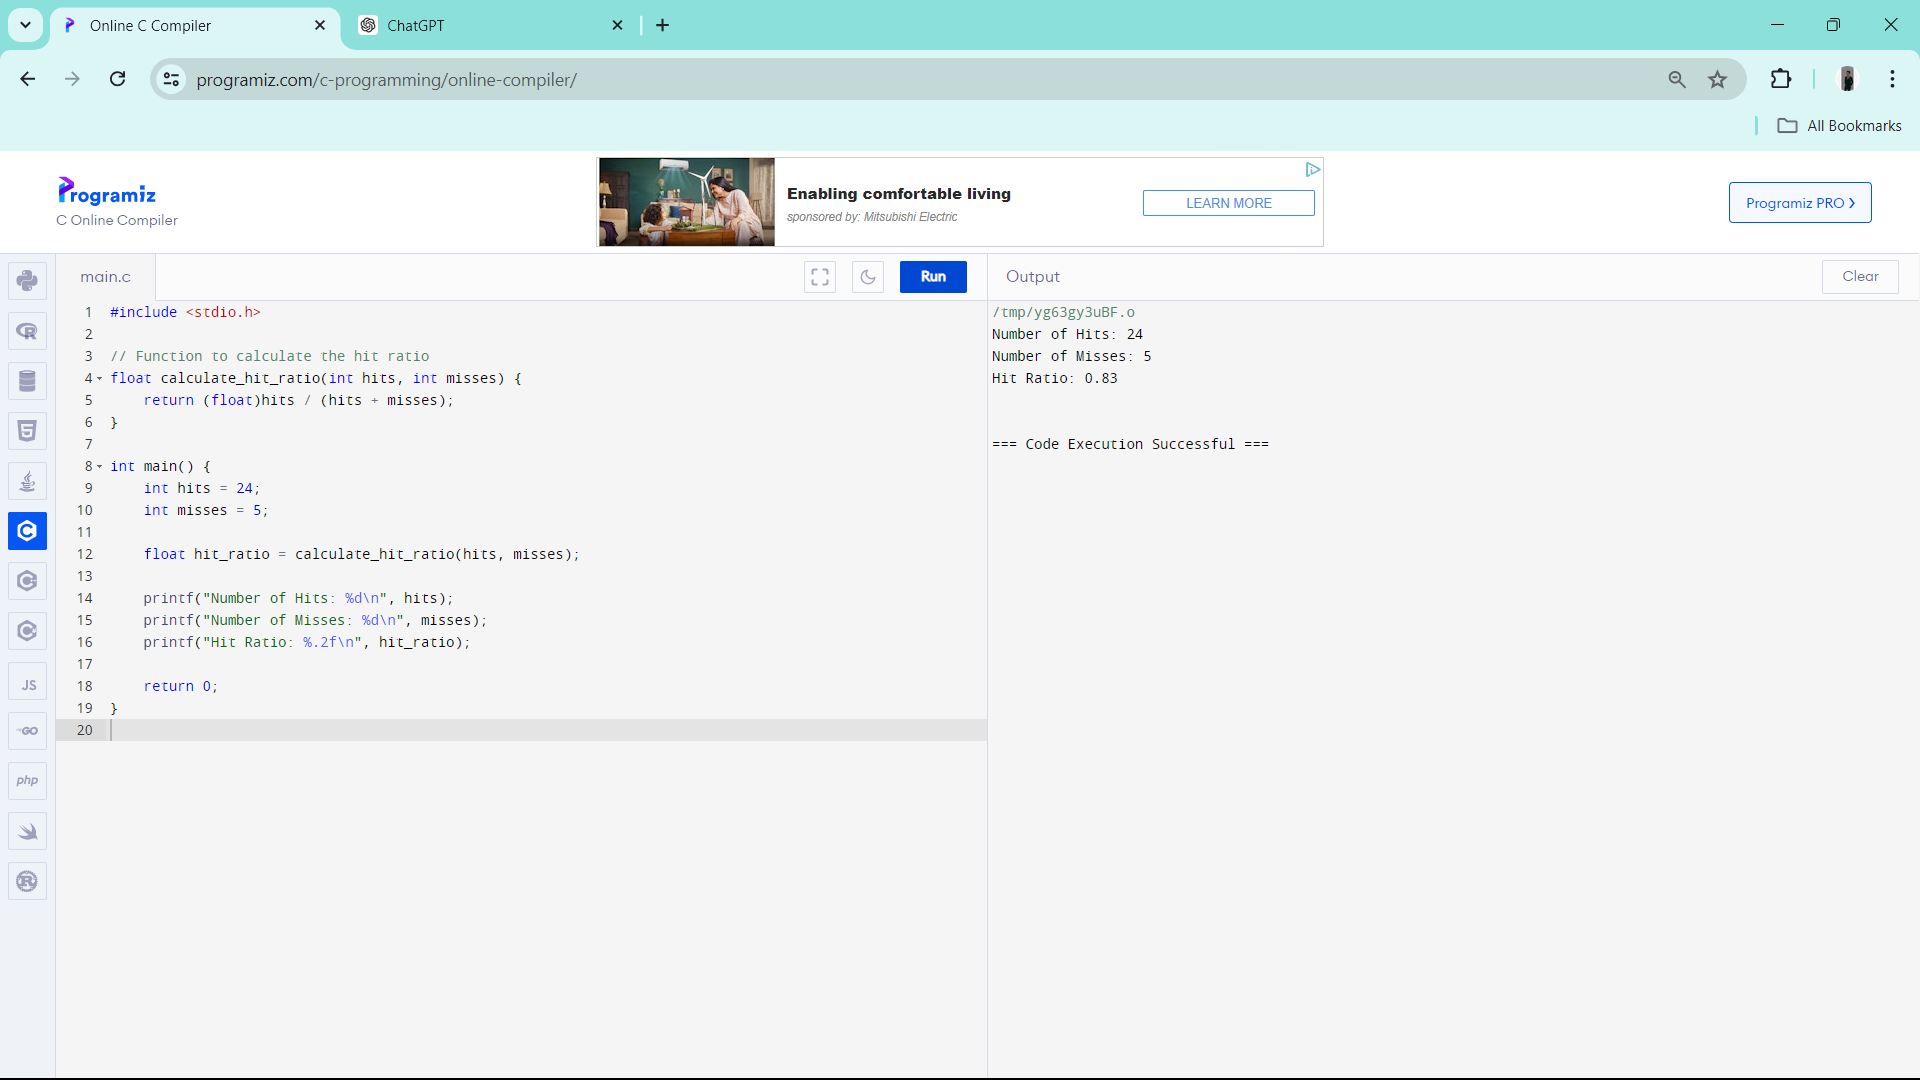 Online C Compiler
ChatGPT
programiz.com/c-programming/online-compiler/
All Bookmarks
Programiz
C Online Compiler
Enabling comfortable living
sponsored by: Mitsubishi Electric
LEARN MORE
Programiz PRO
main.c
Run
Output
Clear
1 #include <stdio.h>
2
3 // Function to calculate the hit ratio
4 float calculate_hit_ratio(int hits, int misses) {
5     return (float)hits / (hits + misses);
6 }
7
8 int main() {
9     int hits = 24;
10     int misses = 5;
11
12     float hit_ratio = calculate_hit_ratio(hits, misses);
13
14     printf("Number of Hits: %d\n", hits);
15     printf("Number of Misses: %d\n", misses);
16     printf("Hit Ratio: %.2f\n", hit_ratio);
17
18     return 0;
19 }
20
/tmp/yg63gy3uBF.o
Number of Hits: 24
Number of Misses: 5
Hit Ratio: 0.83
=== Code Execution Successful ===
JS
GO
php